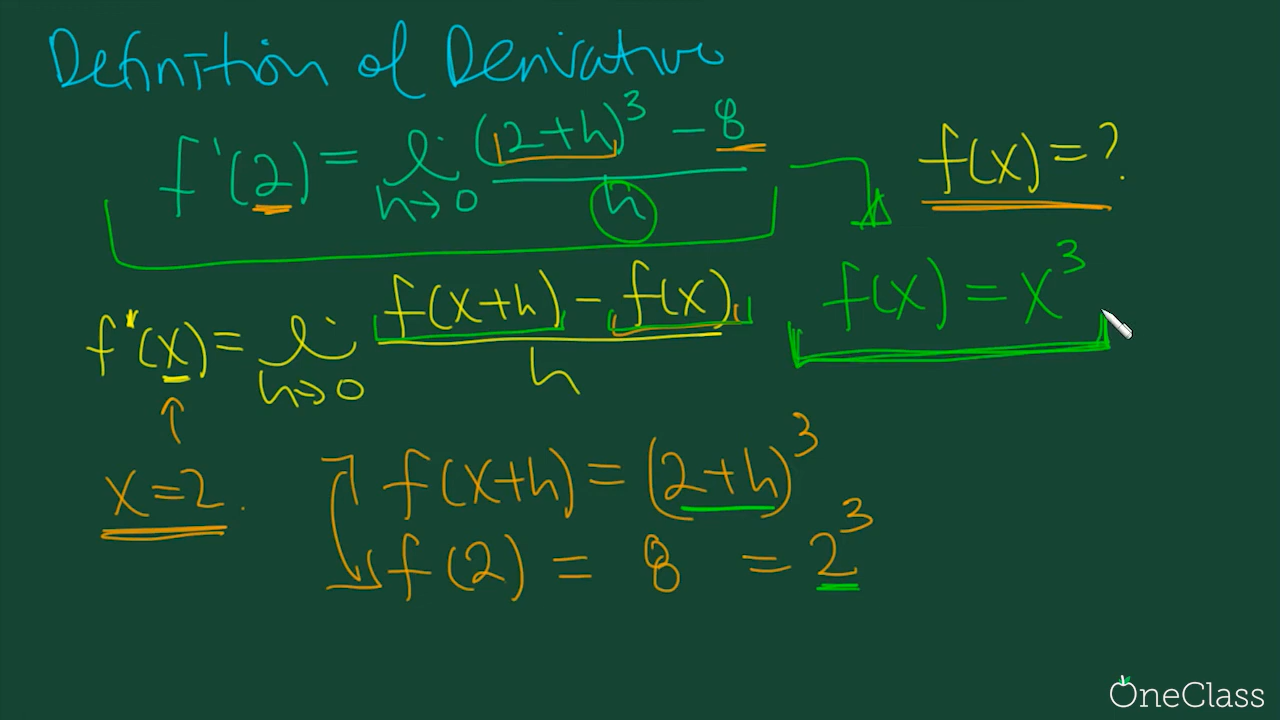 Definition of Derivative
f'(2) = lim h→0 ((2+h)³ - 8)/h
f(x) = ?
f(x) = x³
f'(x) = lim h→0 (f(x+h) - f(x))/h
x=2
f(x+h) = (2+h)³
f(2) = 8 = 2³
OneClass